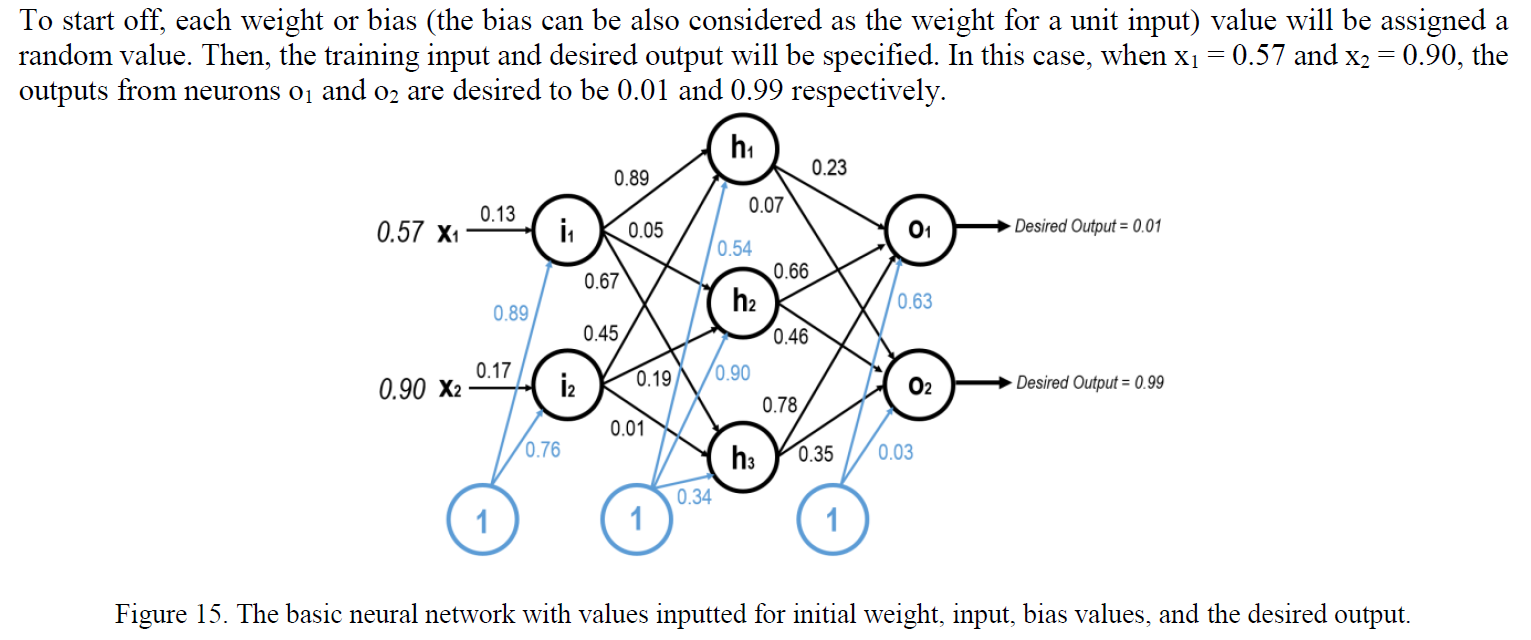 To start off, each weight or bias (the bias can be also considered as the weight for a unit input) value will be assigned a
random value. Then, the training input and desired output will be specified. In this case, when x₁ = 0.57 and x₂ = 0.90, the
outputs from neurons o₁ and o₂ are desired to be 0.01 and 0.99 respectively.
h₁
0.23
0.89
0.07
0.13
0.57 x₁
i₁
0.05
o₁
Desired Output = 0.01
0.54
0.66
0.67
h₂
0.63
0.89
0.45
0.46
0.17
0.90 x₂
i₂
0.19
0.90
o₂
Desired Output = 0.99
0.78
0.01
0.76
h₃
0.35
0.03
0.34
1
1
1
Figure 15. The basic neural network with values inputted for initial weight, input, bias values, and the desired output.